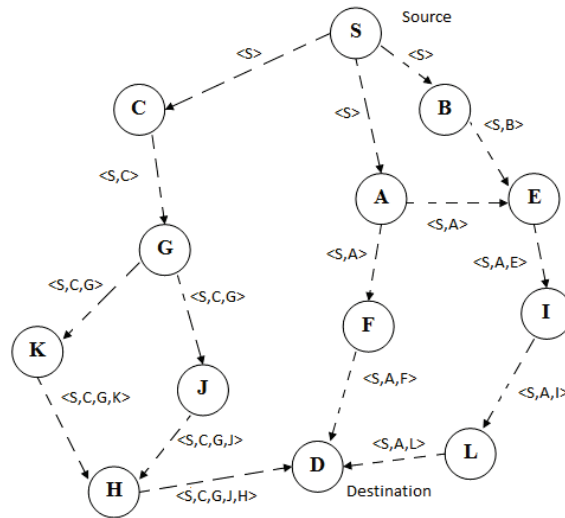 S
Source
<S>
<S>
C
B
<S>
<S,B>
<S,C>
A
E
<S,A>
G
<S,A>
<S,A,E>
<S,C,G>
<S,C,G>
I
F
K
J
<S,A,F>
<S,A,I>
<S,C,G,K>
<S,C,G,J>
<S,A,L>
L
D
H
<S,C,G,J,H>
Destination